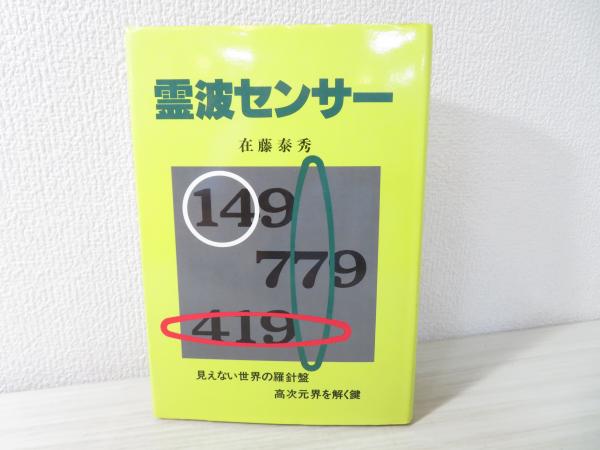 霊波センサー
在藤泰秀
149
779
419
見えない世界の羅針盤
高次元界を解く鍵